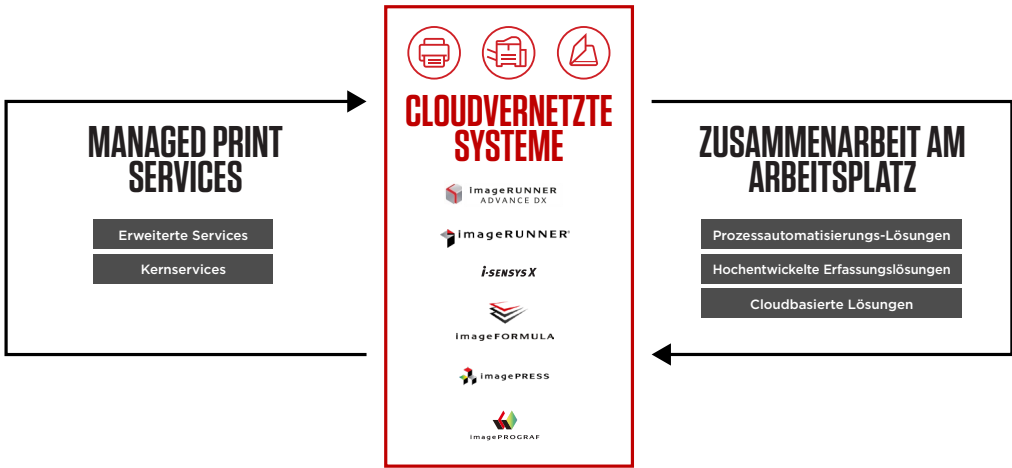 MANAGED PRINT
SERVICES
Erweiterte Services
Kernservices
CLOUDVERNETZTE
SYSTEME
imageRUNNER
ADVANCE DX
imageRUNNER®
i-SENSYS X
imageFORMULA
imagePRESS
imagePROGRAF
ZUSAMMENARBEIT AM
ARBEITSPLATZ
Prozessautomatisierungs-Lösungen
Hochentwickelte Erfassungslösungen
Cloudbasierte Lösungen